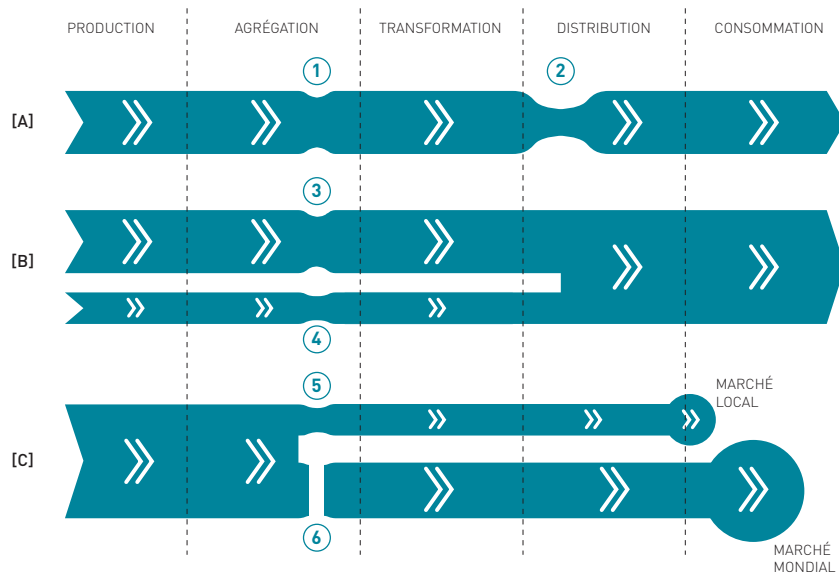 PRODUCTION AGRÉGATION TRANSFORMATION DISTRIBUTION CONSOMMATION
1 2
[A]
3
[B]
4
5
MARCHÉ
LOCAL
[C]
6
MARCHÉ
MONDIAL